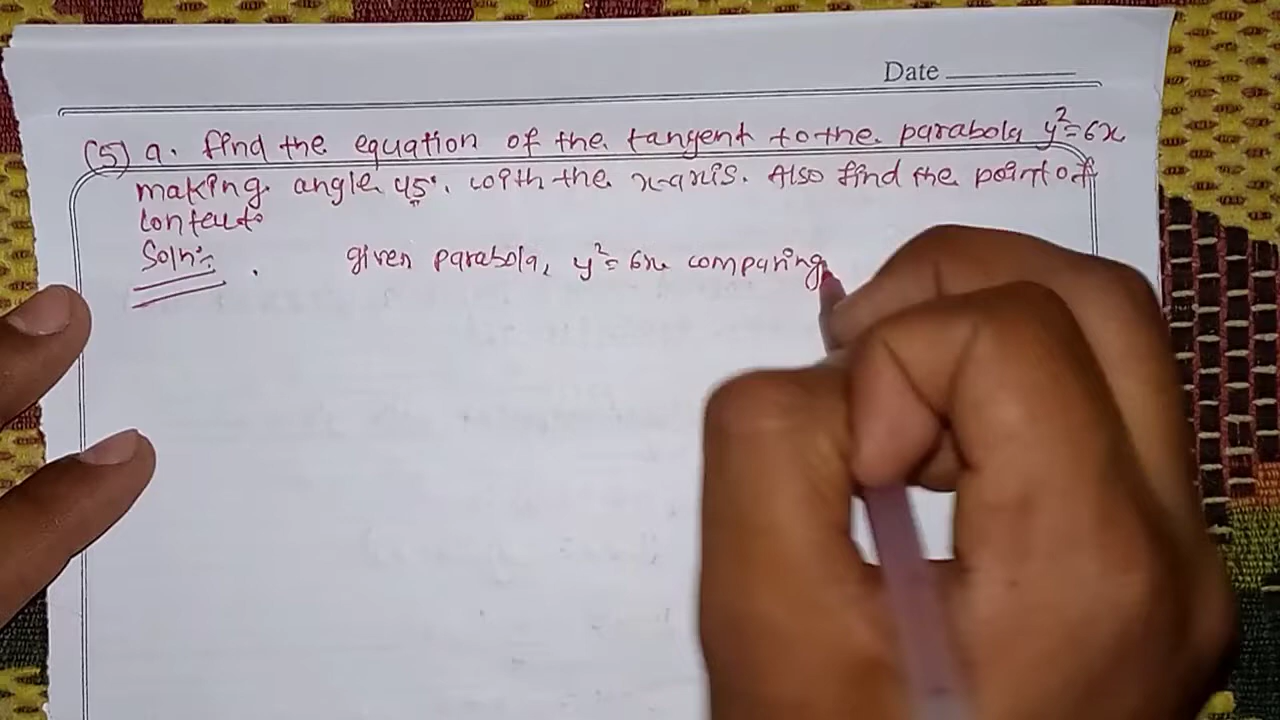 Date
(5) a. find the equation of the tangent to the parabola y²=6x
making angle 45°. with the x-axis. Also find the point of
contect.
Soln:
given parabola, y²=6x comparing